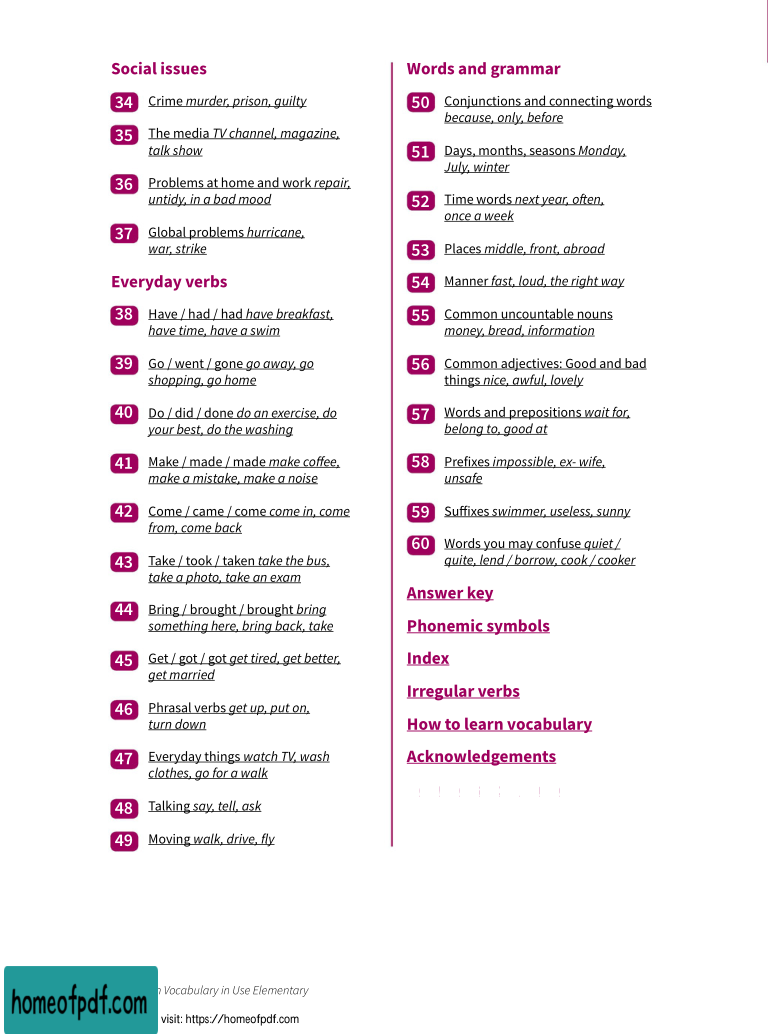 Social issues
34 Crime murder, prison, guilty
35 The media TV channel, magazine,
talk show
36 Problems at home and work repair,
untidy, in a bad mood
37 Global problems hurricane,
war, strike
Everyday verbs
38 Have / had / had have breakfast,
have time, have a swim
39 Go / went / gone go away, go
shopping, go home
40 Do / did / done do an exercise, do
your best, do the washing
41 Make / made / made make coffee,
make a mistake, make a noise
42 Come / came / come come in, come
from, come back
43 Take / took / taken take the bus,
take a photo, take an exam
44 Bring / brought / brought bring
something here, bring back, take
45 Get / got / got get tired, get better,
get married
46 Phrasal verbs get up, put on,
turn down
47 Everyday things watch TV, wash
clothes, go for a walk
48 Talking say, tell, ask
49 Moving walk, drive, fly
Words and grammar
50 Conjunctions and connecting words
because, only, before
51 Days, months, seasons Monday,
July, winter
52 Time words next year, often,
once a week
53 Places middle, front, abroad
54 Manner fast, loud, the right way
55 Common uncountable nouns
money, bread, information
56 Common adjectives: Good and bad
things nice, awful, lovely
57 Words and prepositions wait for,
belong to, good at
58 Prefixes impossible, ex- wife,
unsafe
59 Suffixes swimmer, useless, sunny
60 Words you may confuse quiet /
quite, lend / borrow, cook / cooker
Answer key
Phonemic symbols
Index
Irregular verbs
How to learn vocabulary
Acknowledgements
Vocabulary in Use Elementary
homeofpdf.com
visit: https://homeofpdf.com